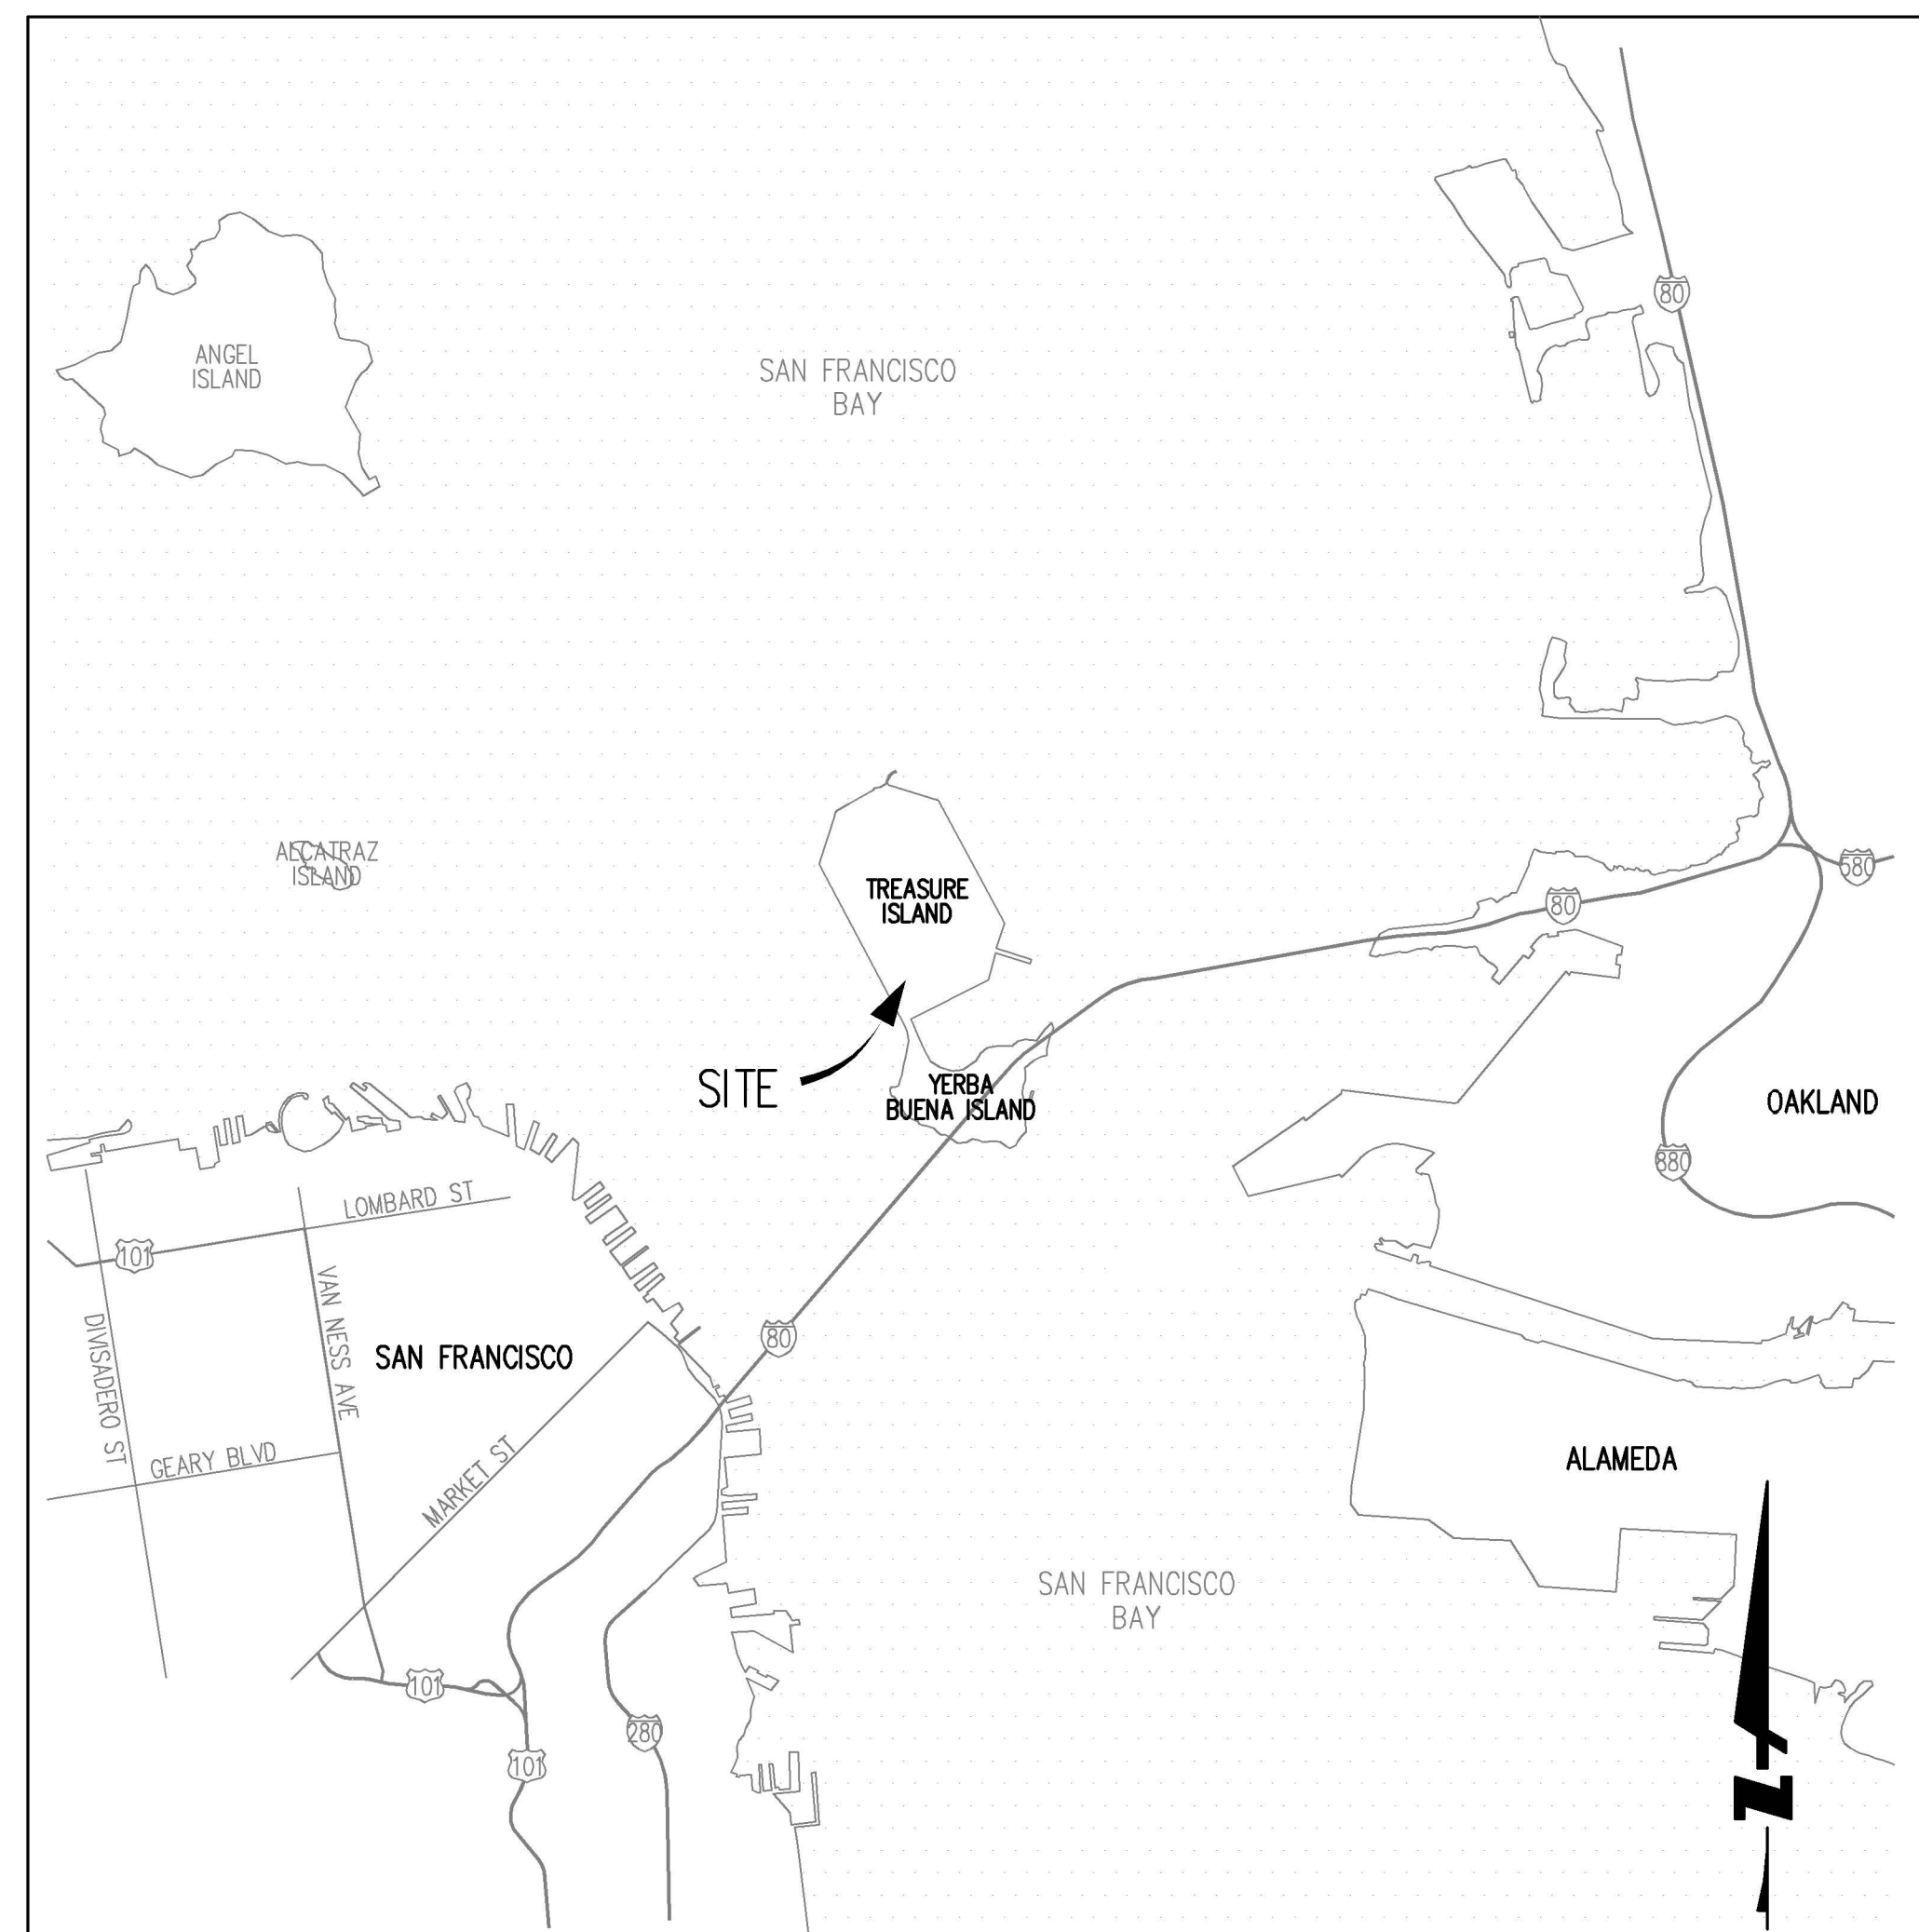 80
ANGEL
ISLAND
SAN FRANCISCO
BAY
ALCATRAZ
ISLAND
TREASURE
ISLAND
580
80
SITE
YERBA
BUENA ISLAND
OAKLAND
880
LOMBARD ST
101
VAN NESS AVE
DIVISADERO ST
80
SAN FRANCISCO
GEARY BLVD
MARKET ST
ALAMEDA
SAN FRANCISCO
BAY
101
280
101
N